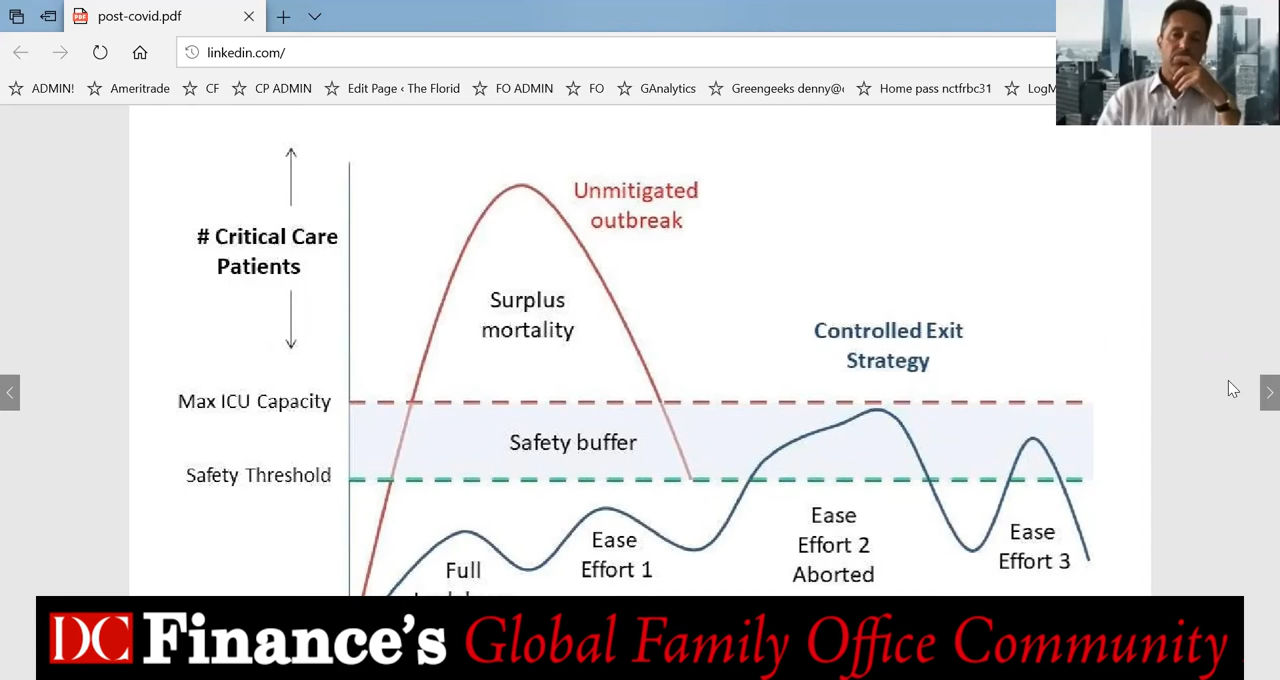 post-covid.pdf
linkedin.com/
ADMIN! Ameritrade CF CP ADMIN Edit Page ‹ The Florid FO ADMIN FO GAnalytics Greengeeks denny@c Home pass nctfrbc31 LogM
Unmitigated
outbreak
# Critical Care
Patients
Surplus
mortality
Controlled Exit
Strategy
Max ICU Capacity
Safety buffer
Safety Threshold
Ease
Effort 1
Ease
Effort 2
Aborted
Ease
Effort 3
Full
DC Finance's Global Family Office Community